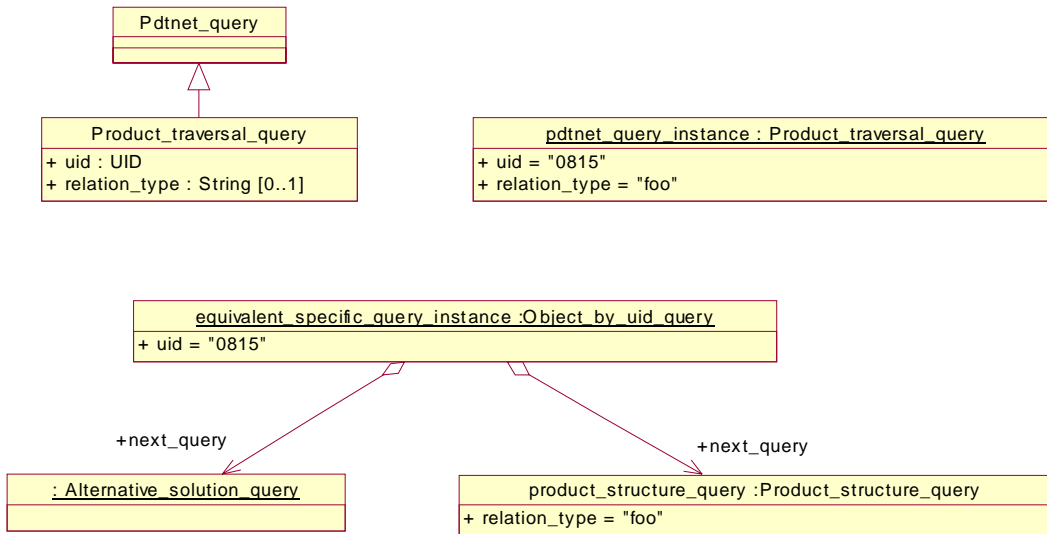 Pdtnet_query
Product_traversal_query
+ uid : UID
+ relation_type : String [0..1]
pdtnet_query_instance : Product_traversal_query
+ uid = "0815"
+ relation_type = "foo"
equivalent_specific_query_instance :Object_by_uid_query
+ uid = "0815"
+next_query
+next_query
: Alternative_solution_query
product_structure_query :Product_structure_query
+ relation_type = "foo"